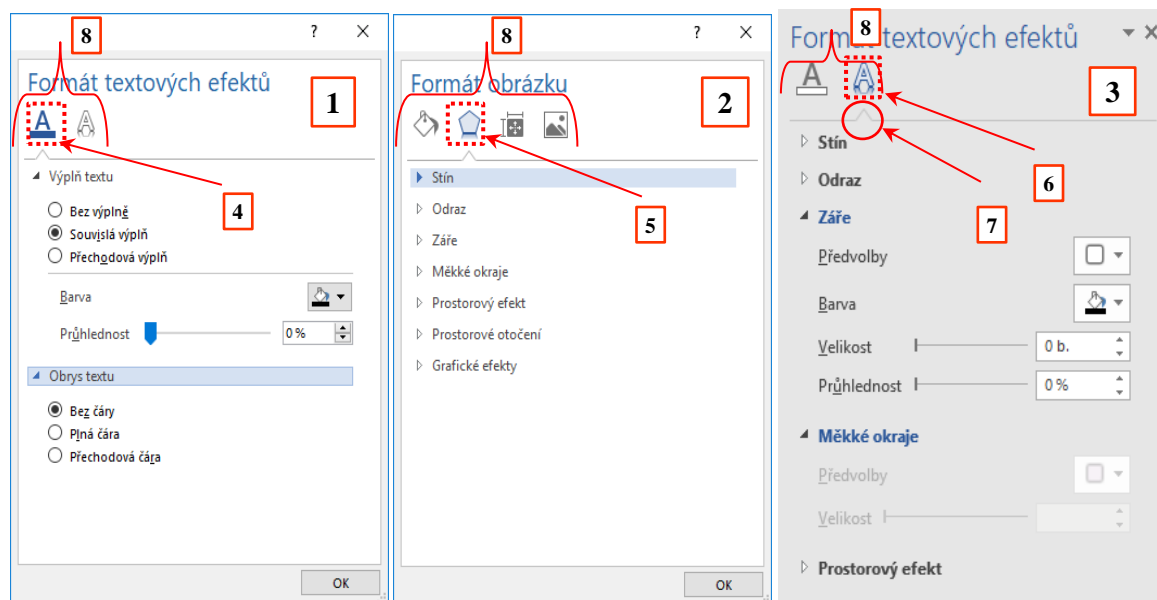 8
? ×
Formát textových efektů
1
A A
Výplň textu
4
Bez výplně
Souvislá výplň
Přechodová výplň
Barva
Průhlednost 0 %
Obrys textu
Bez čáry
Plná čára
Přechodová čára
OK
8
? ×
Formát obrázku
2
Stín
5
Odraz
Záře
Měkké okraje
Prostorový efekt
Prostorové otočení
Grafické efekty
OK
8
Formát textových efektů
×
A A
3
Stín
Odraz
6
Záře
7
Předvolby
Barva
Velikost 0 b.
Průhlednost 0 %
Měkké okraje
Předvolby
Velikost
Prostorový efekt